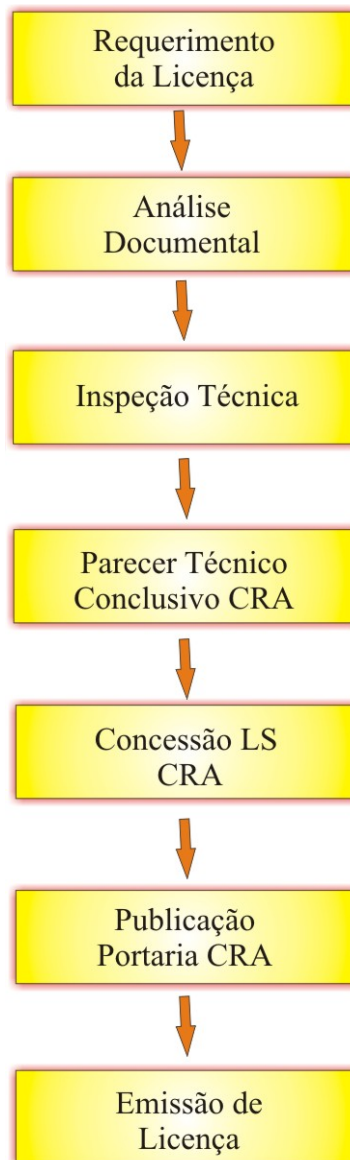 Requerimento
da Licença
Análise
Documental
Inspeção Técnica
Parecer Técnico
Conclusivo CRA
Concessão LS
CRA
Publicação
Portaria CRA
Emissão de
Licença